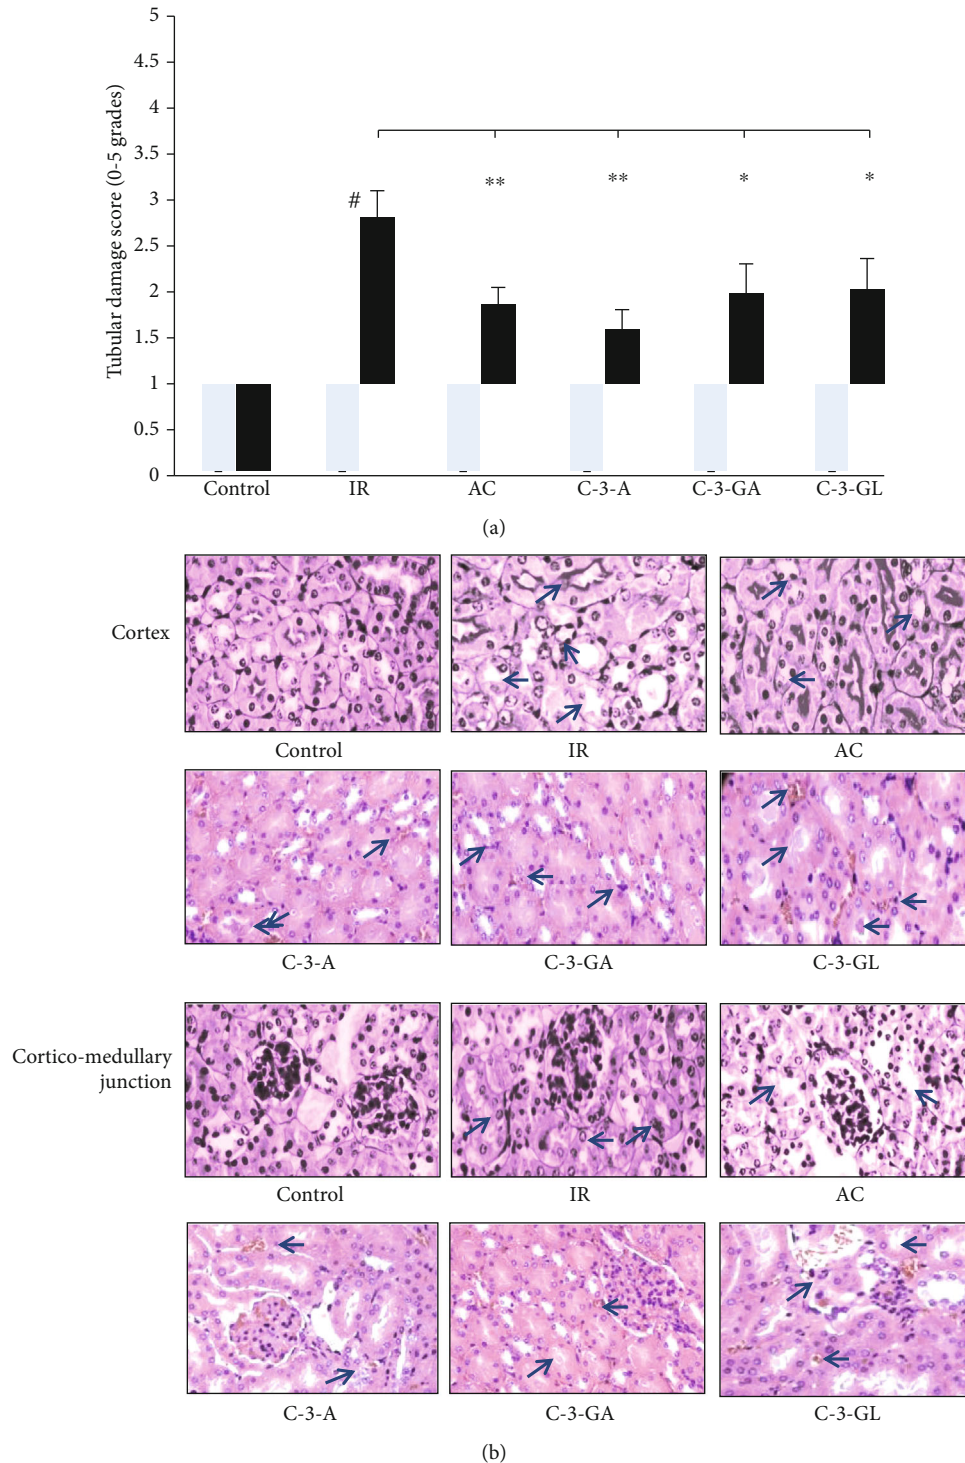 5
4.5
4
3.5
3
2.5
2
1.5
1
0.5
0
Tubular damage score (0-5 grades)
#
**
**
*
*
Control IR AC C-3-A C-3-GA C-3-GL
(a)
Cortex
Control IR AC
C-3-A C-3-GA C-3-GL
Cortico-medullary
junction
Control IR AC
C-3-A C-3-GA C-3-GL
(b)